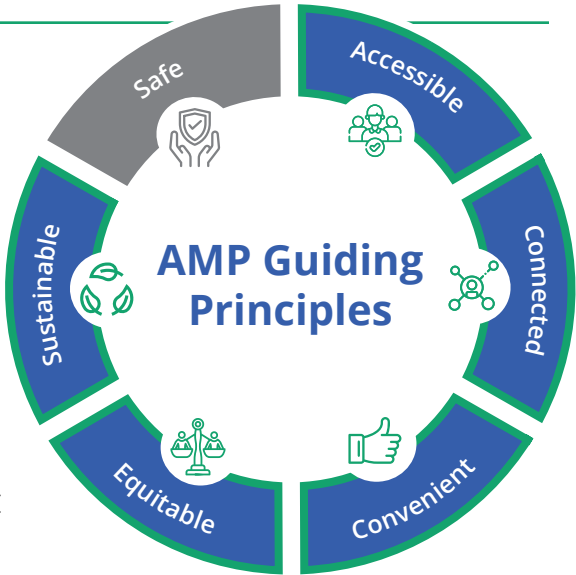 Safe
Accessible
Connected
Convenient
Equitable
Sustainable
AMP Guiding
Principles